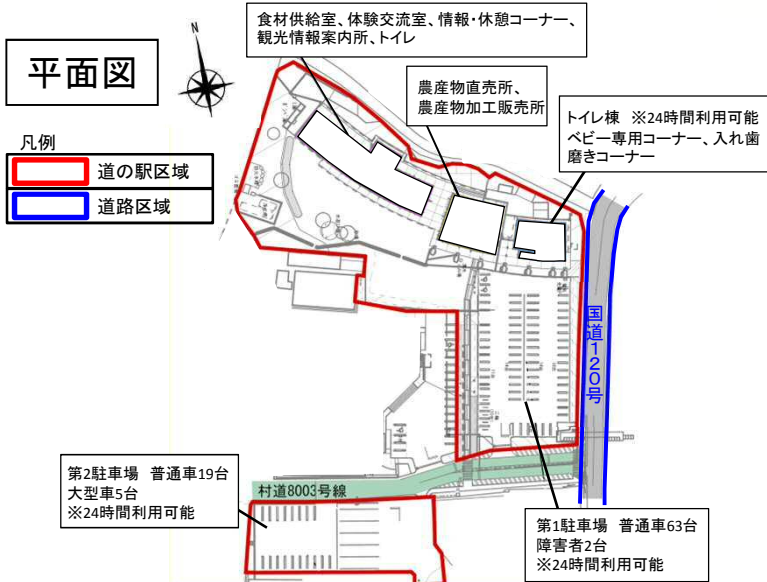 平面図
凡例
道の駅区域
道路区域
食材供給室、体験交流室、情報・休憩コーナー、
観光情報案内所、トイレ
農産物直売所、
農産物加工販売所
トイレ棟　※24時間利用可能
ベビー専用コーナー、入れ歯
磨きコーナー
国道120号
村道8003号線
第2駐車場　普通車19台
大型車5台
※24時間利用可能
第1駐車場　普通車63台
障害者2台
※24時間利用可能